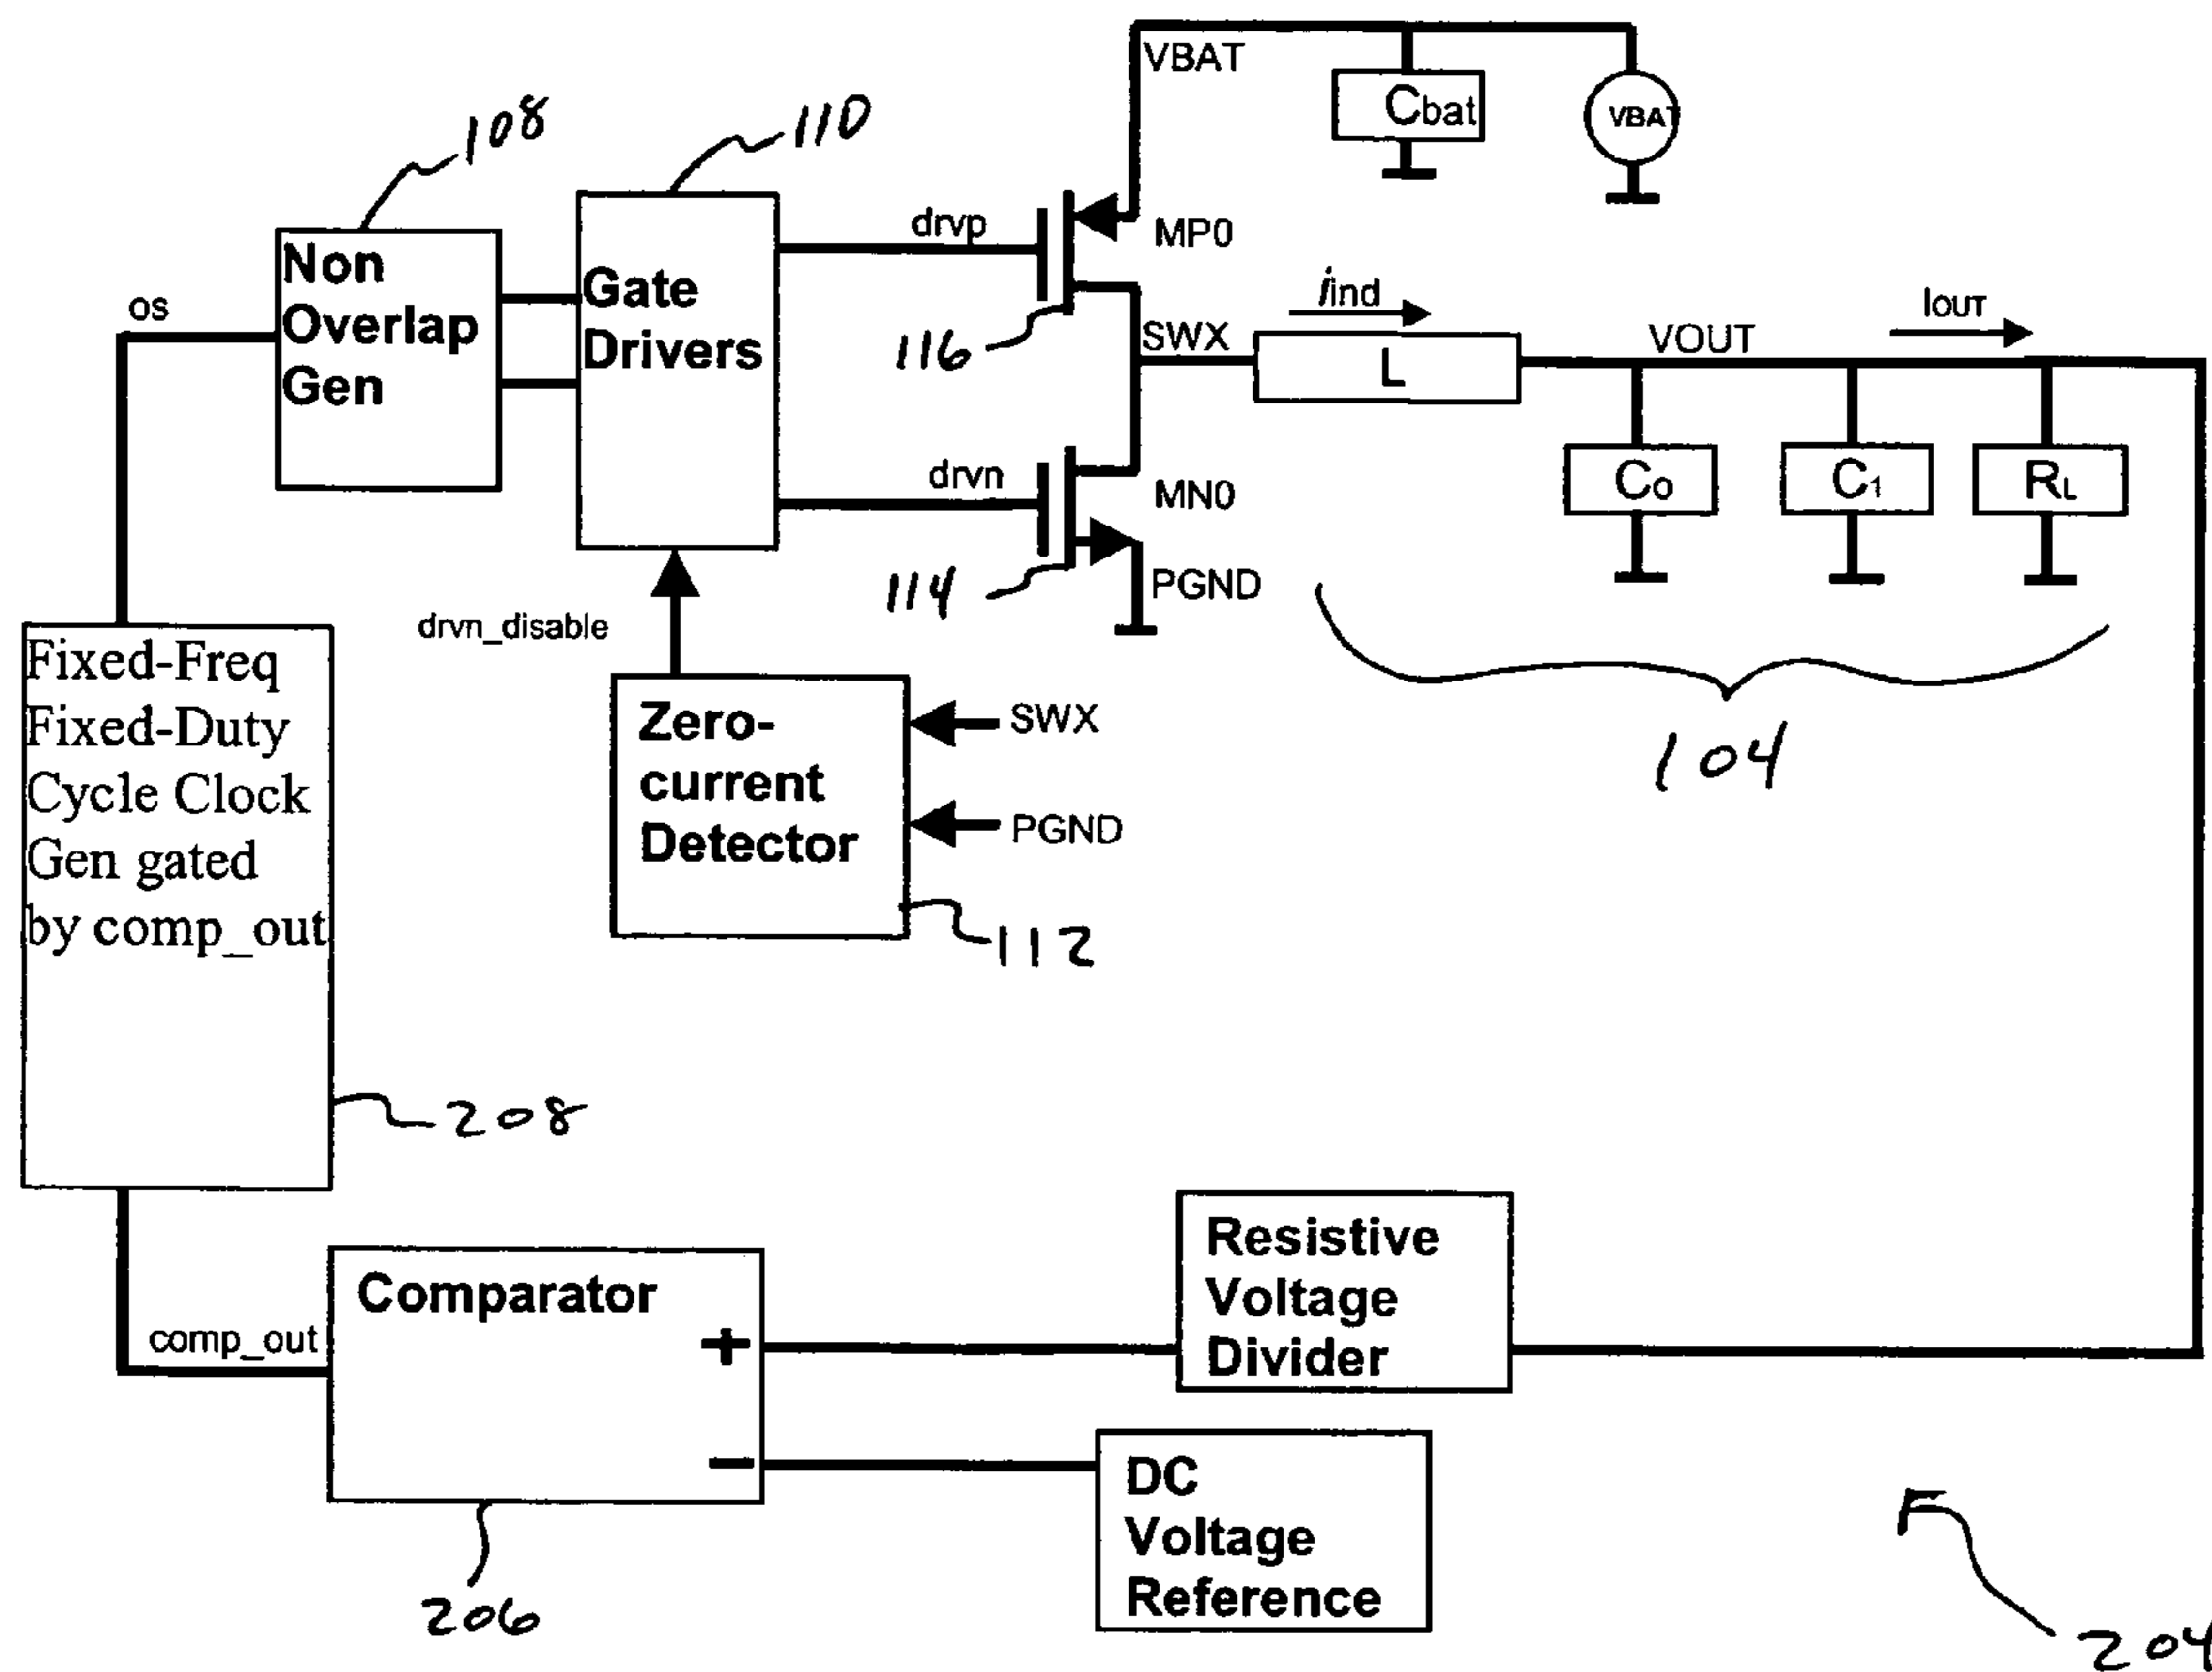 VBAT
Cbat
VBAT
108
110
Non
Overlap
Gen
os
Gate
Drivers
drvp
MP0
116
SWX
iind
L
VOUT
IOUT
drvn
MN0
114
PGND
Co
C1
RL
104
drvn_disable
Zero-
current
Detector
SWX
PGND
112
Fixed-Freq
Fixed-Duty
Cycle Clock
Gen gated
by comp_out
208
comp_out
Comparator
+
−
206
Resistive
Voltage
Divider
DC
Voltage
Reference
204